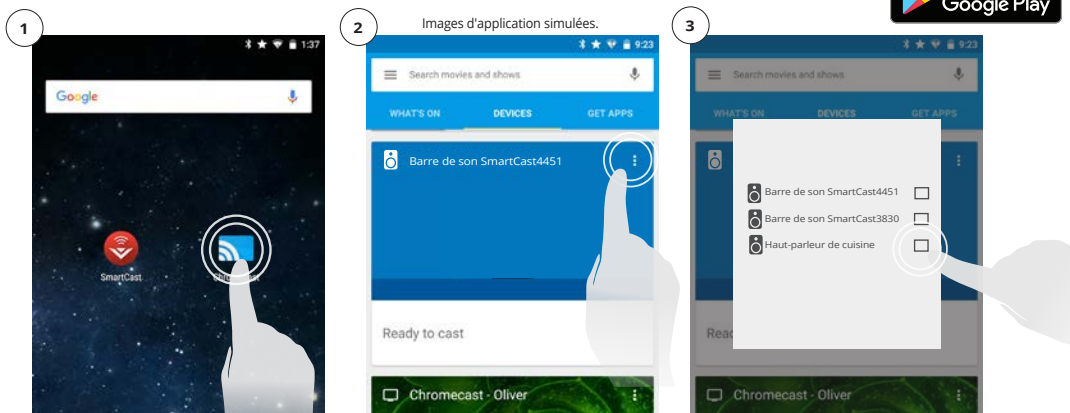 Google Play
1
2
Images d'application simulées.
3
1:37
Google
SmartCast
9:23
Search movies and shows
WHAT'S ON
DEVICES
GET APPS
Barre de son SmartCast4451
Ready to cast
Chromecast - Oliver
9:23
Search movies and shows
WHAT'S ON
DEVICES
GET APPS
Barre de son SmartCast4451
Barre de son SmartCast3830
Haut-parleur de cuisine
Chromecast - Oliver